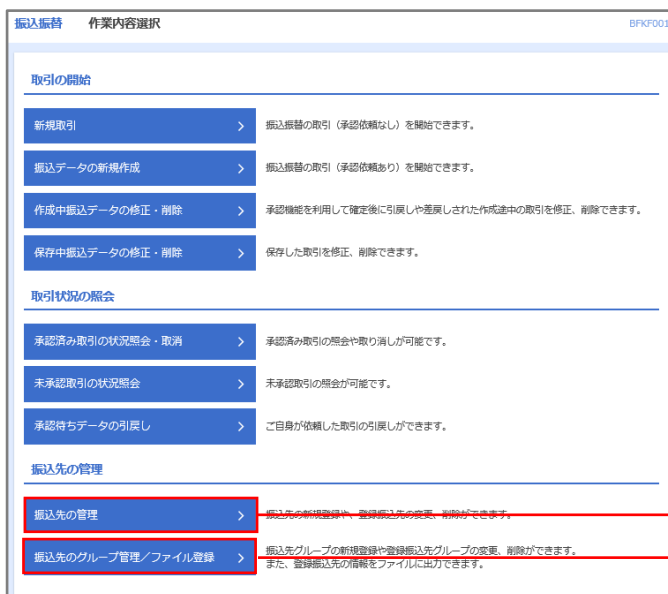 振込振替 作業内容選択 BFKF001
取引の開始
新規取引 振込振替の取引（承認依頼なし）を開始できます。
振込データの新規作成 振込振替の取引（承認依頼あり）を開始できます。
作成中振込データの修正・削除 承認機能を利用して確定後に引戻しや差戻しされた作成途中の取引を修正、削除できます。
保存中振込データの修正・削除 保存した取引を修正、削除できます。
取引状況の照会
承認済み取引の状況照会・取消 承認済み取引の照会や取り消しが可能です。
未承認取引の状況照会 未承認取引の照会が可能です。
承認待ちデータの引戻し ご自身が依頼した取引の引戻しができます。
振込先の管理
振込先の管理 振込先の新規登録や、登録振込先の変更、削除ができます。
振込先のグループ管理／ファイル登録 振込先グループの新規登録や登録振込先グループの変更、削除ができます。
また、登録振込先の情報をファイルに出力できます。